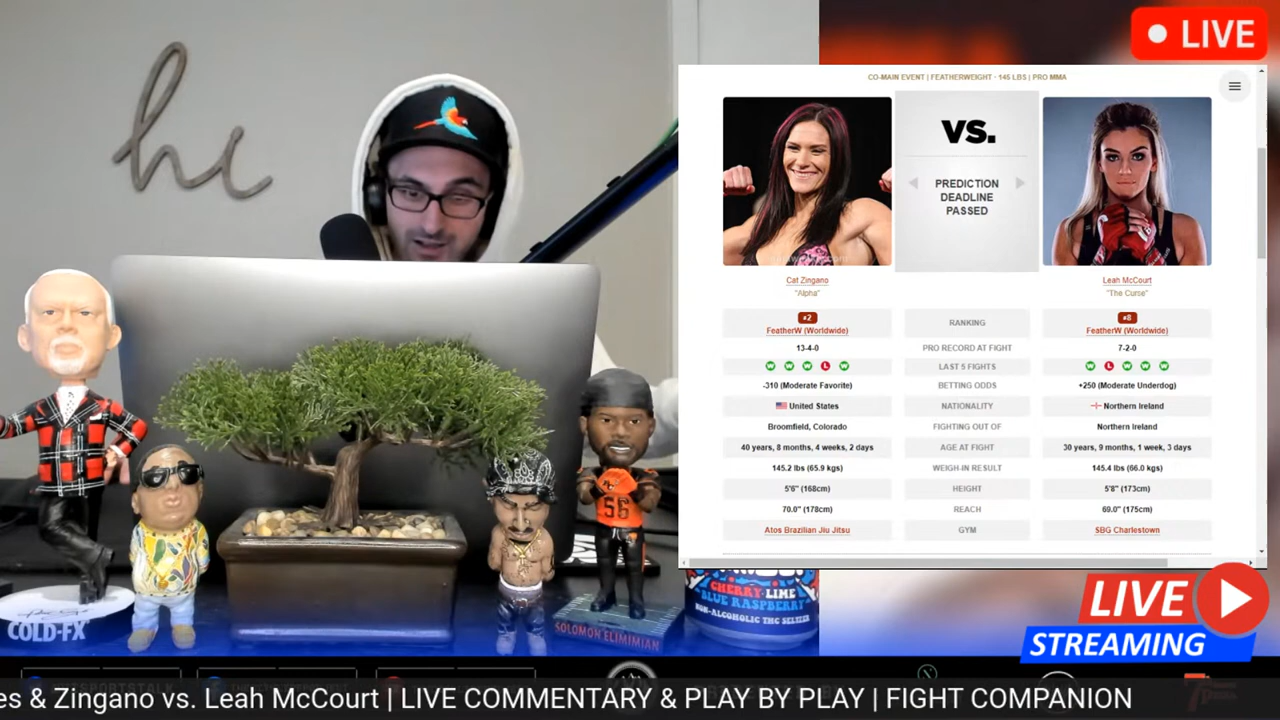 hi
LIVE
CO-MAIN EVENT | FEATHERWEIGHT · 145 LBS | PRO MMA
VS.
PREDICTION
DEADLINE
PASSED
Cat Zingano
"Alpha"
Leah McCourt
"The Curse"
#2
FeatherW (Worldwide)
RANKING
#8
FeatherW (Worldwide)
13-4-0
PRO RECORD AT FIGHT
7-2-0
W W W L W
LAST 5 FIGHTS
W L W W W
-310 (Moderate Favorite)
BETTING ODDS
+250 (Moderate Underdog)
United States
NATIONALITY
Northern Ireland
Broomfield, Colorado
FIGHTING OUT OF
Northern Ireland
40 years, 8 months, 4 weeks, 2 days
AGE AT FIGHT
30 years, 9 months, 1 week, 3 days
145.2 lbs (65.9 kgs)
WEIGH-IN RESULT
145.4 lbs (66.0 kgs)
5'6" (168cm)
HEIGHT
5'8" (173cm)
70.0" (178cm)
REACH
69.0" (175cm)
Atos Brazilian Jiu Jitsu
GYM
SBG Charlestown
56
COLD-FX
SOLOMON ELIMIMIAN
CHERRY-LIME
BLUE RASPBERRY
NON-ALCOHOLIC THC SELTZER
LIVE
STREAMING
es & Zingano vs. Leah McCourt | LIVE COMMENTARY & PLAY BY PLAY | FIGHT COMPANION